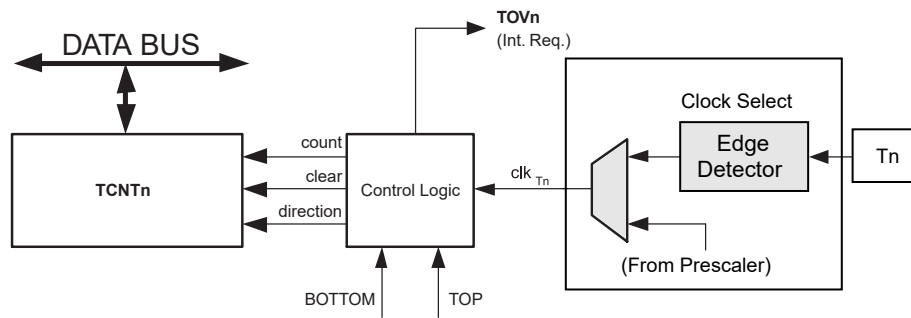 TOVn
(Int. Req.)
DATA BUS
Clock Select
count
Edge
Detector
Tn
TCNTn
clear
Control Logic
clk Tn
direction
(From Prescaler)
BOTTOM
TOP